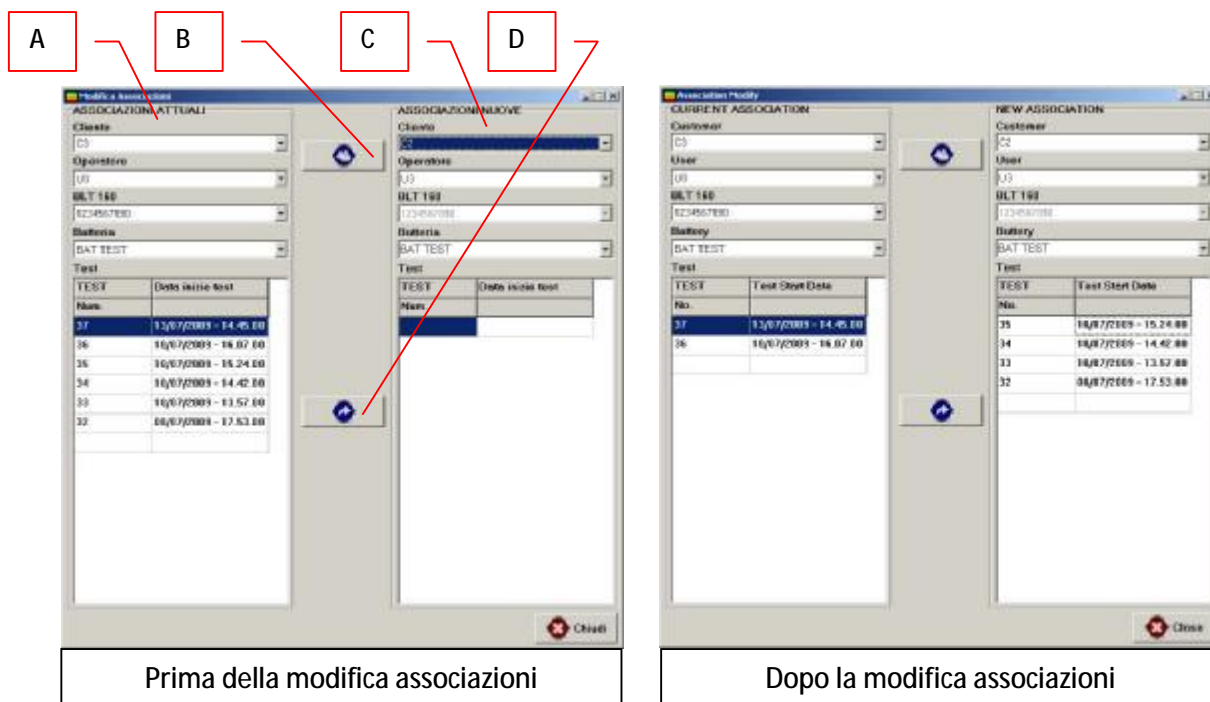 A
B
C
D
Modifica Associazioni
ASSOCIAZIONI ATTUALI
Cliente
C3
Operatore
U3
BLT 160
Batteria
BAT TEST
Test
TEST Data inizio test
Num.
37 13/07/2009 - 14.45.00
36 10/07/2009 - 16.07.00
35 10/07/2009 - 15.24.00
34 10/07/2009 - 14.42.00
33 10/07/2009 - 13.57.00
32 08/07/2009 - 17.53.00
ASSOCIAZIONI NUOVE
Cliente
C2
Operatore
U3
BLT 160
Batteria
BAT TEST
Test
TEST Data inizio test
Num.
Chiudi
Prima della modifica associazioni
Association Modify
CURRENT ASSOCIATION
Customer
C3
User
U3
BLT 160
Battery
BAT TEST
Test
TEST Test Start Date
No.
37 13/07/2009 - 14.45.00
36 10/07/2009 - 16.07.00
NEW ASSOCIATION
Customer
C2
User
U3
BLT 160
Battery
BAT TEST
Test
TEST Test Start Date
No.
35 10/07/2009 - 15.24.00
34 10/07/2009 - 14.42.00
33 10/07/2009 - 13.57.00
32 08/07/2009 - 17.53.00
Close
Dopo la modifica associazioni